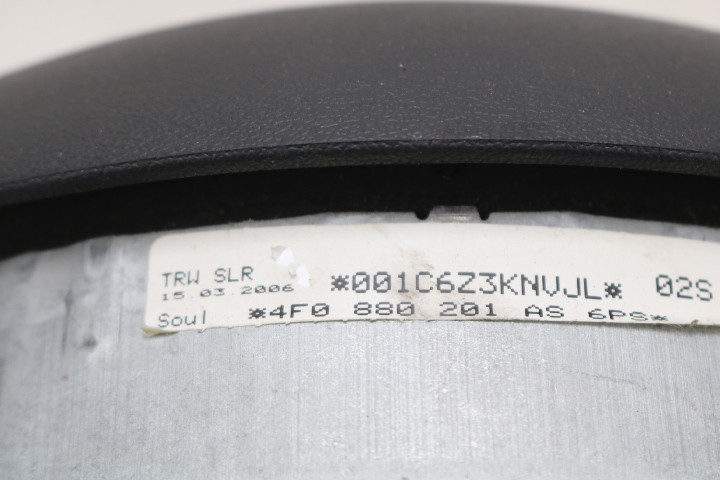 TRW SLR *001C6Z3KNVJL* 02S
15.03.2006
Soul *4F0 880 201 AS 6PS*